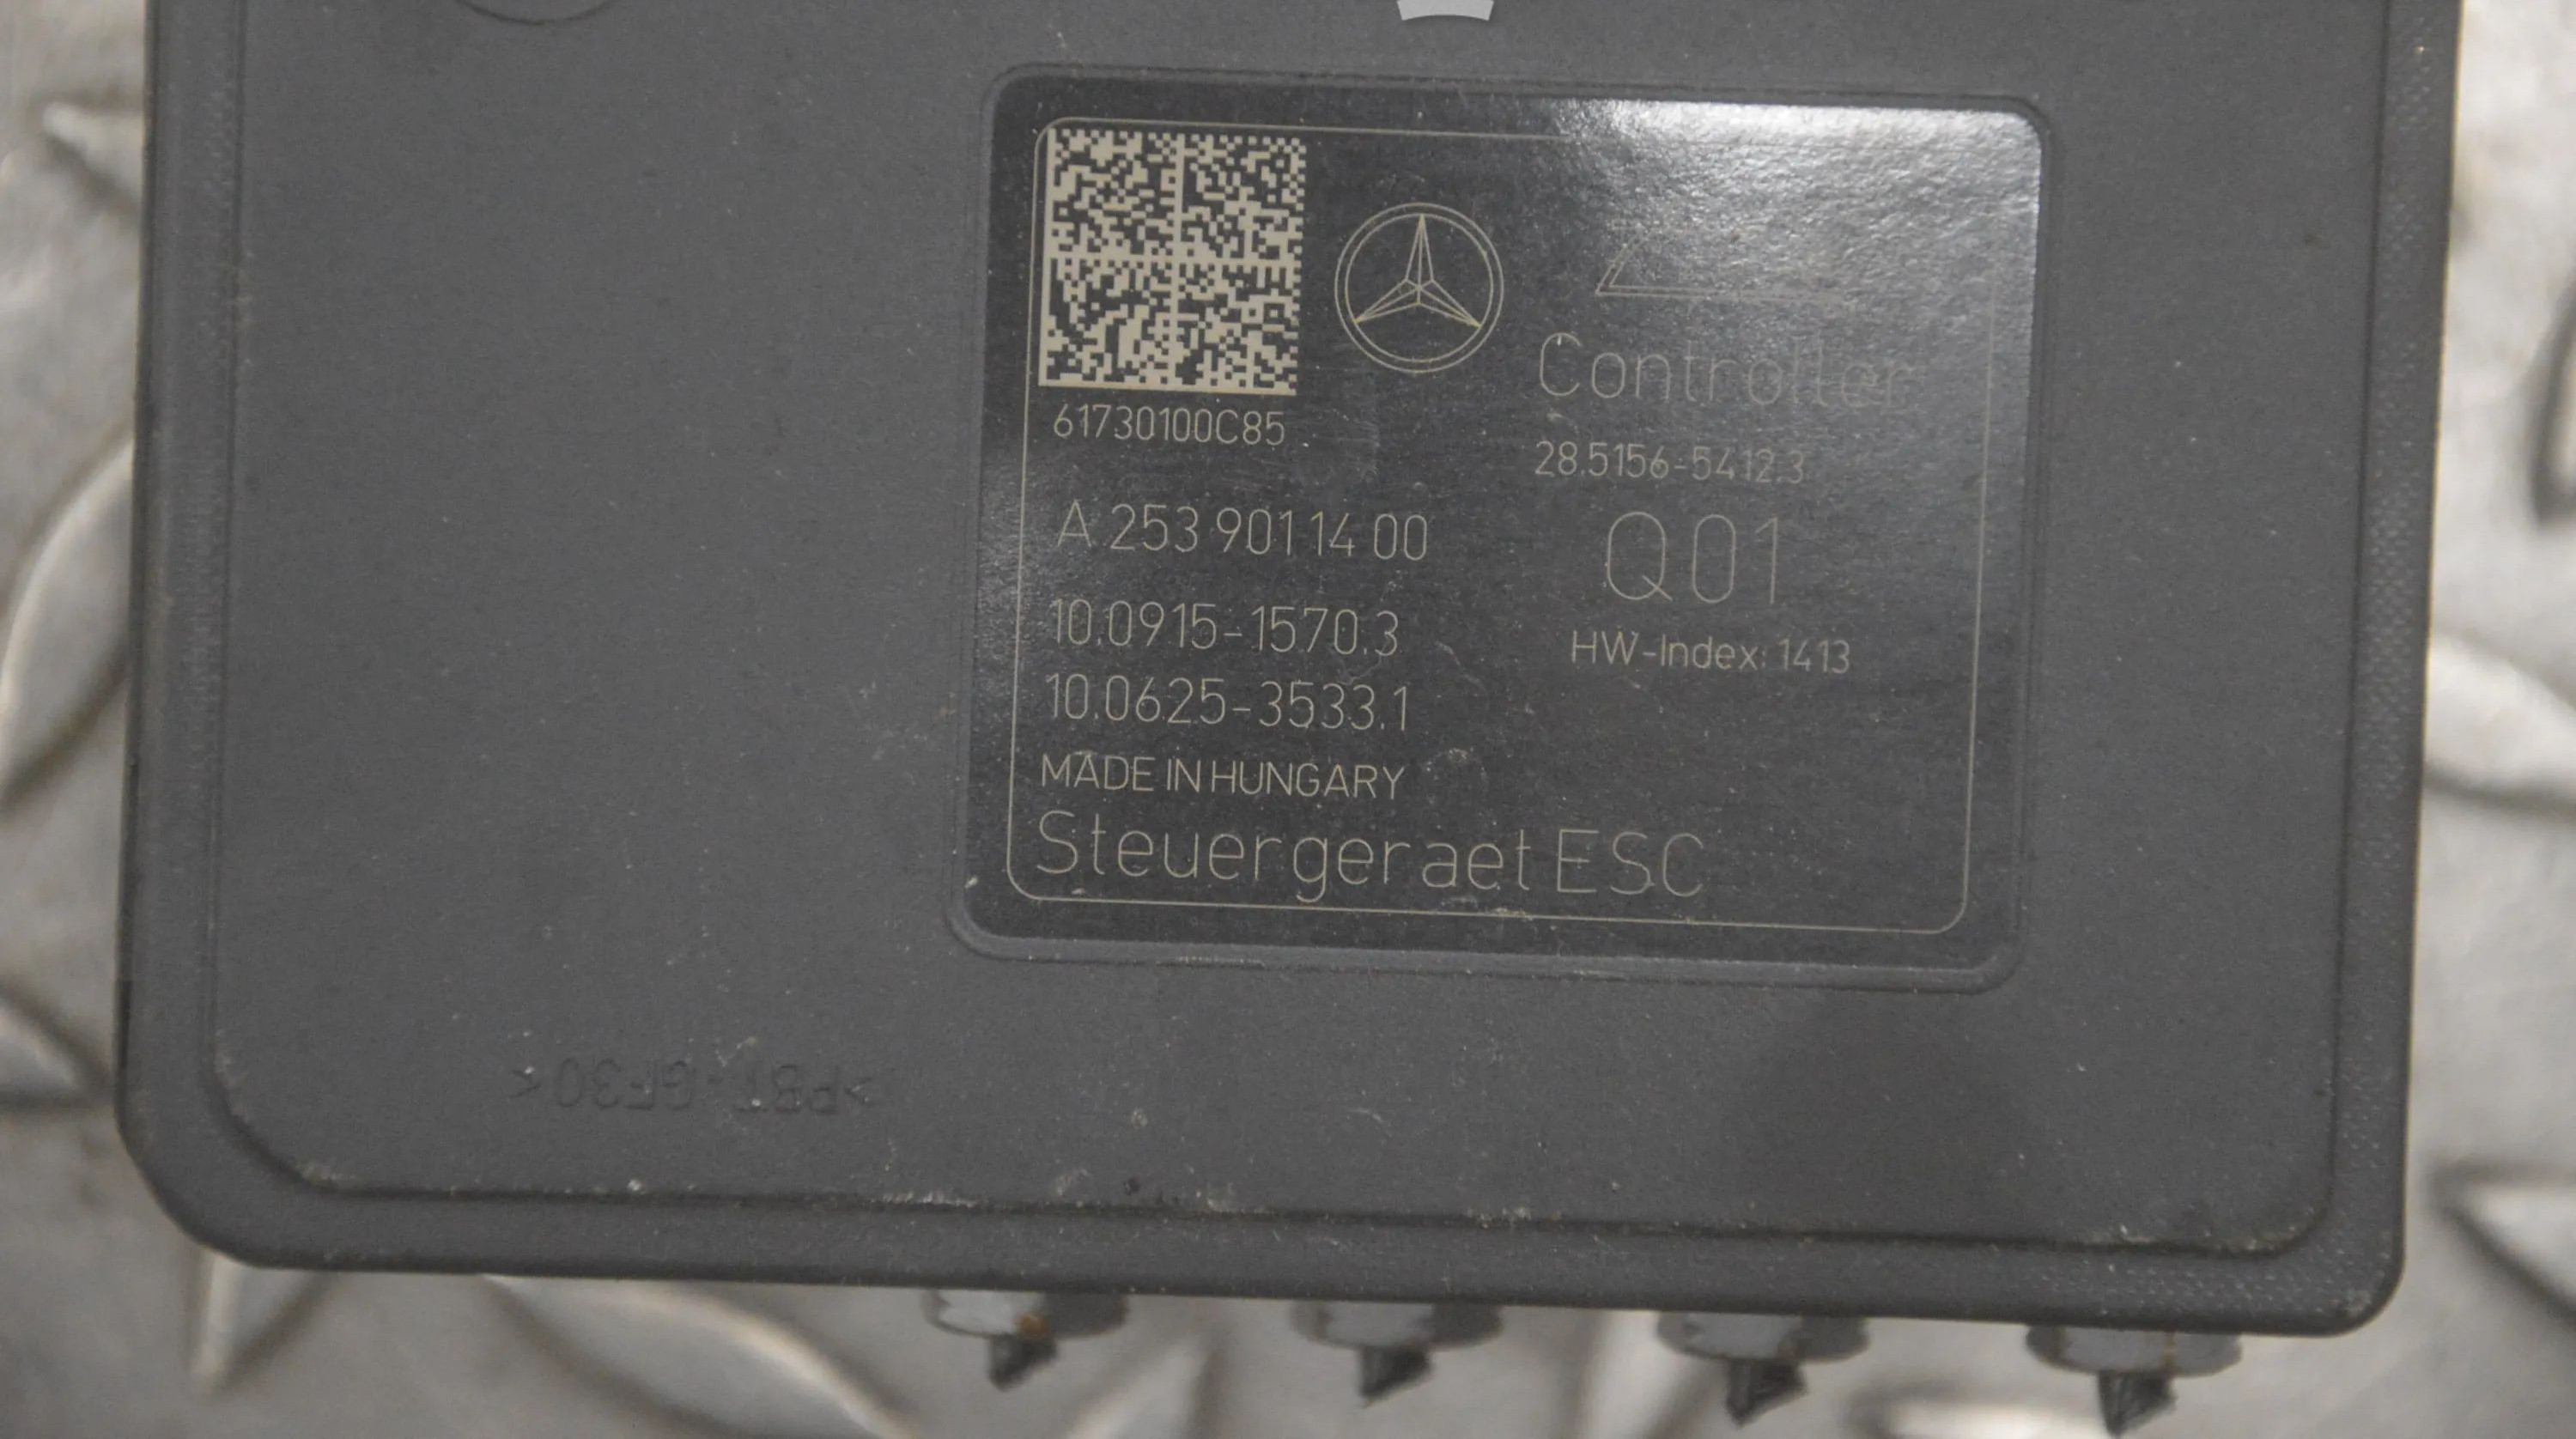 61730100C85
Controller
28.5156-5412.3
A 253 901 14 00
Q01
10.0915-1570.3
HW-Index: 1413
10.0625-3533.1
MADE IN HUNGARY
Steuergeraet ESC
GF30<